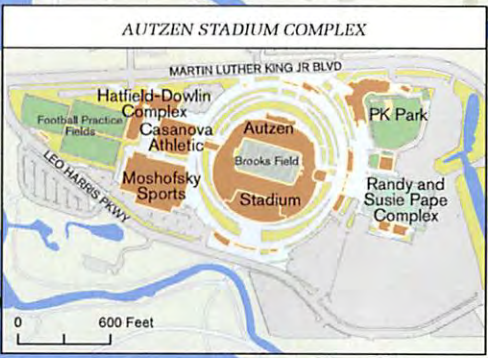 AUTZEN STADIUM COMPLEX
MARTIN LUTHER KING JR BLVD
Hatfield-Dowlin
Complex
Football Practice
Fields
Casanova
Athletic
Autzen
Brooks Field
Stadium
PK Park
Moshofsky
Sports
LEO HARRIS PKWY
Randy and
Susie Pape
Complex
0 600 Feet